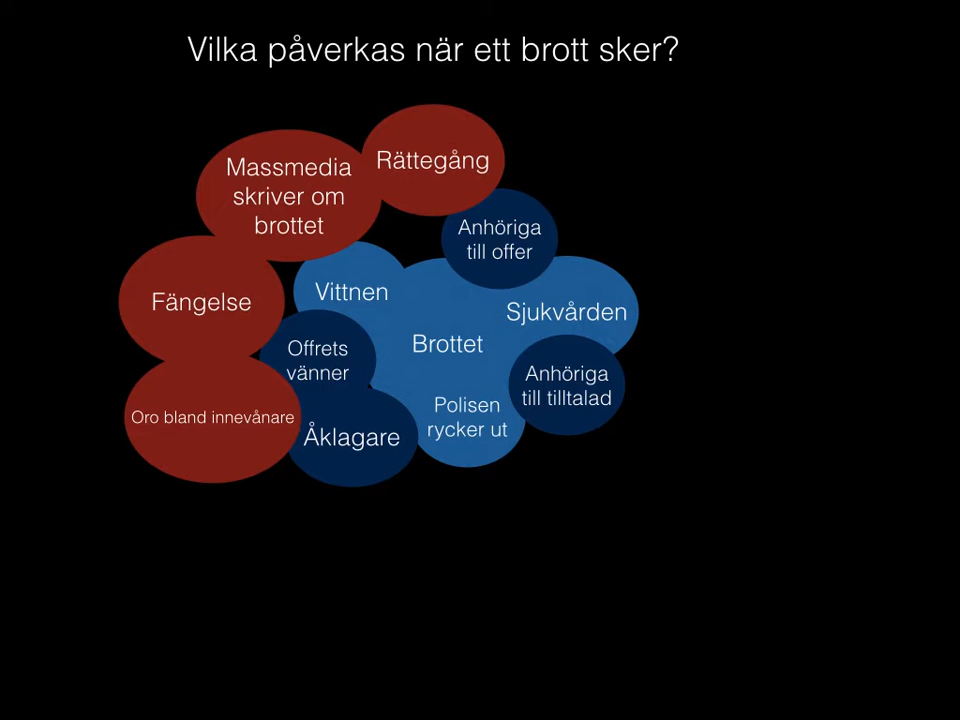 Vilka påverkas när ett brott sker?
Massmedia
skriver om
brottet
Rättegång
Anhöriga
till offer
Fängelse
Vittnen
Sjukvården
Offrets
vänner
Brottet
Anhöriga
till tilltalad
Oro bland innevånare
Åklagare
Polisen
rycker ut